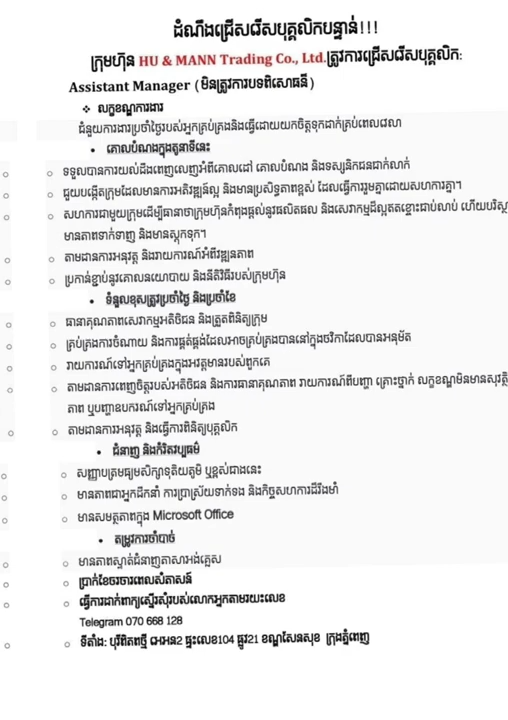 ដំណឹងជ្រើសរើសបុគ្គលិកបន្ទាន់!!!
ក្រុមហ៊ុន HU & MANN Trading Co., Ltd.ត្រូវការជ្រើសរើសបុគ្គលិក:
Assistant Manager (មិនត្រូវការបទពិសោធនី)
❖ លក្ខខណ្ឌការងារ
ជំនួយការងារប្រចាំថ្ងៃរបស់អ្នកគ្រប់គ្រងនិងធ្វើដោយយកចិត្តទុកដាក់គ្រប់ពេលវេលា
• គោលបំណងក្នុងតួនាទីនេះ
○ ទទួលបានការយល់ដឹងពេញលេញអំពីគោលដៅ គោលបំណង និងទស្សនិកជនជាក់លាក់
○ ជួយបង្កើតក្រុមដែលមានការអភិវឌ្ឍន៍ល្អ និងមានប្រសិទ្ធភាពខ្ពស់ ដែលធ្វើការរួមគ្នាដោយសហការគ្នា។
○ សហការជាមួយក្រុមដើម្បីធានាថាក្រុមហ៊ុនកំពុងផ្តល់នូវផលិតផល និងសេវាកម្មដ៏ល្អឥតខ្ចោះជាប់លាប់ ហើយបរិស្ថា
មានភាពទាក់ទាញ និងមានស្តុកទុក។
○ តាមដានការអនុវត្ត និងរាយការណ៍អំពីវឌ្ឍនភាព
○ ប្រកាន់ខ្ជាប់នូវគោលនយោបាយ និងនីតិវិធីរបស់ក្រុមហ៊ុន
• ទំនួលខុសត្រូវប្រចាំថ្ងៃ និងប្រចាំខែ
○ ធានាគុណភាពសេវាកម្មអតិថិជន និងត្រួតពិនិត្យក្រុម
○ គ្រប់គ្រងការចំណាយ និងការផ្គត់ផ្គង់ដែលអាចគ្រប់គ្រងបាននៅក្នុងថវិកាដែលបានអនុម័ត
○ រាយការណ៍ទៅអ្នកគ្រប់គ្រងក្នុងអវត្តមានរបស់ពួកគេ
○ តាមដានការពេញចិត្តរបស់អតិថិជន និងការធានាគុណភាព រាយការណ៍ពីបញ្ហា គ្រោះថ្នាក់ លក្ខខណ្ឌមិនមានសុវត្ថិ
ភាព ឬបញ្ហាឧបករណ៍ទៅអ្នកគ្រប់គ្រង
○ តាមដានការអនុវត្ត និងធ្វើការពិនិត្យបុគ្គលិក
• ជំនាញ និងកំរិតវប្បធម៌
○ សញ្ញាបត្រមធ្យមសិក្សាទុតិយភូមិ ឬខ្ពស់ជាងនេះ
○ មានភាពជាអ្នកដឹកនាំ ការប្រាស្រ័យទាក់ទង និងកិច្ចសហការដ៏រឹងមាំ
○ មានសមត្ថភាពក្នុង Microsoft Office
• តម្រូវការចាំបាច់
○ មានភាពស្ទាត់ជំនាញភាសារអង់គ្លេស
○ ប្រាក់ខែចរចារពេលសំភាសន៍
○ ធ្វើការដាក់ពាក្យស្នើរសុំរបស់លោកអ្នកតាមរយះលេខ
Telegram 070 668 128
○ ទីតាំង: បុរីពិភពថ្មី អេអន2 ផ្ទះលេខ104 ផ្លូវ21 ខណ្ឌសែនសុខ ក្រុងភ្នំពេញ